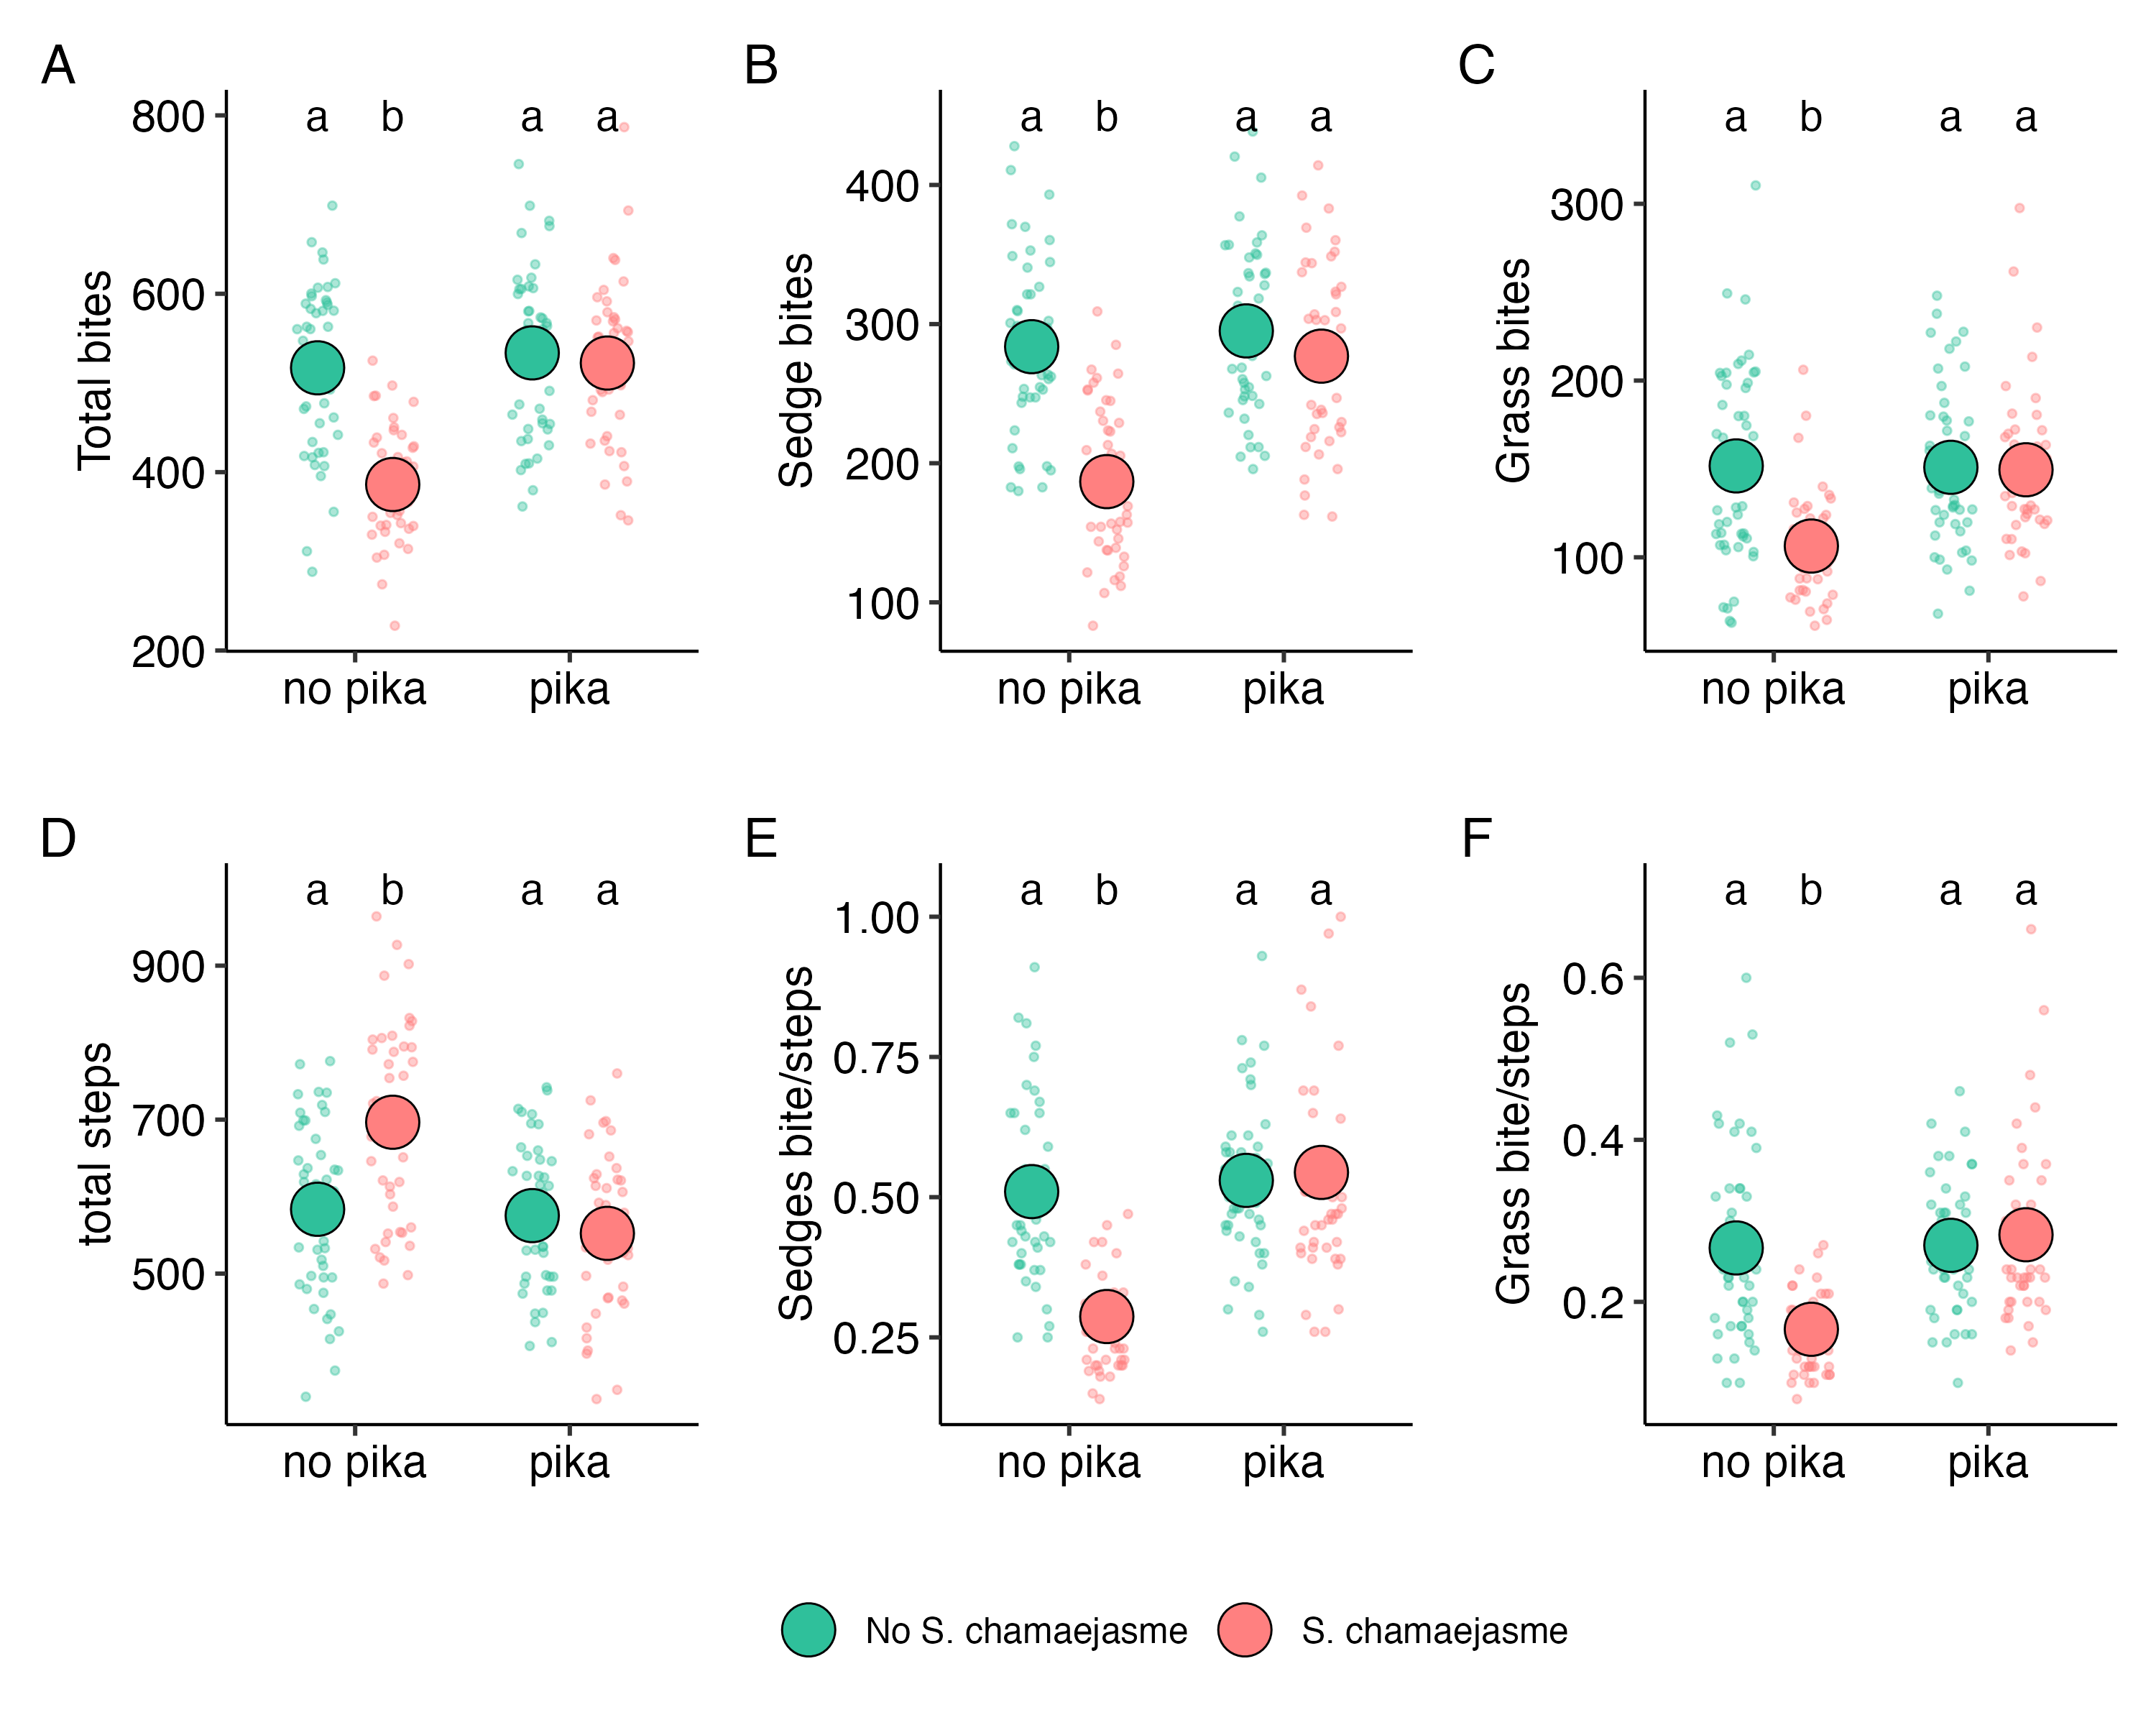 A
Total bites
800
600
400
200
a b a a
no pika pika
B
Sedge bites
400
300
200
100
a b a a
no pika pika
C
Grass bites
300
200
100
a b a a
no pika pika
D
total steps
900
700
500
a b a a
no pika pika
E
Sedges bite/steps
1.00
0.75
0.50
0.25
a b a a
no pika pika
F
Grass bite/steps
0.6
0.4
0.2
a b a a
no pika pika
No S. chamaejasme S. chamaejasme